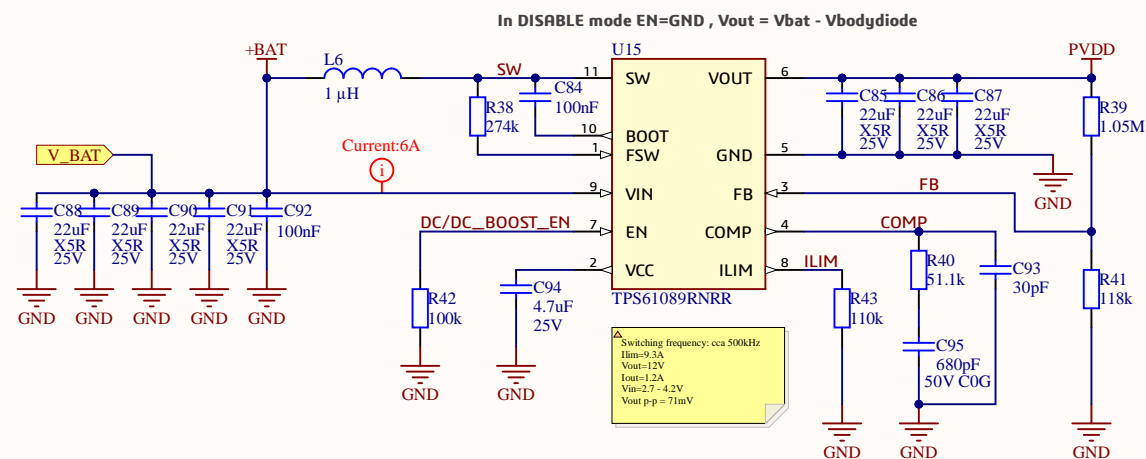 In DISABLE mode EN=GND , Vout = Vbat - Vbodydiode
+BAT
L6
1 µH
SW
C84
100nF
R38
274k
U15
11
SW
10
BOOT
1
FSW
9
VIN
7
EN
2
VCC
VOUT
6
GND
5
FB
3
COMP
4
ILIM
8
TPS61089RNRR
PVDD
C85
22uF
X5R
25V
C86
22uF
X5R
25V
C87
22uF
X5R
25V
R39
1.05M
GND
V_BAT
Current:6A
i
C88
22uF
X5R
25V
C89
22uF
X5R
25V
C90
22uF
X5R
25V
C91
22uF
X5R
25V
C92
100nF
GND
GND
GND
GND
GND
DC/DC_BOOST_EN
R42
100k
GND
C94
4.7uF
25V
GND
FB
COMP
ILIM
R43
110k
GND
R40
51.1k
C93
30pF
C95
680pF
50V C0G
GND
R41
118k
GND
Switching frequency: cca 500kHz
Ilim=9.3A
Vout=12V
Iout=1.2A
Vin=2.7 - 4.2V
Vout p-p = 71mV